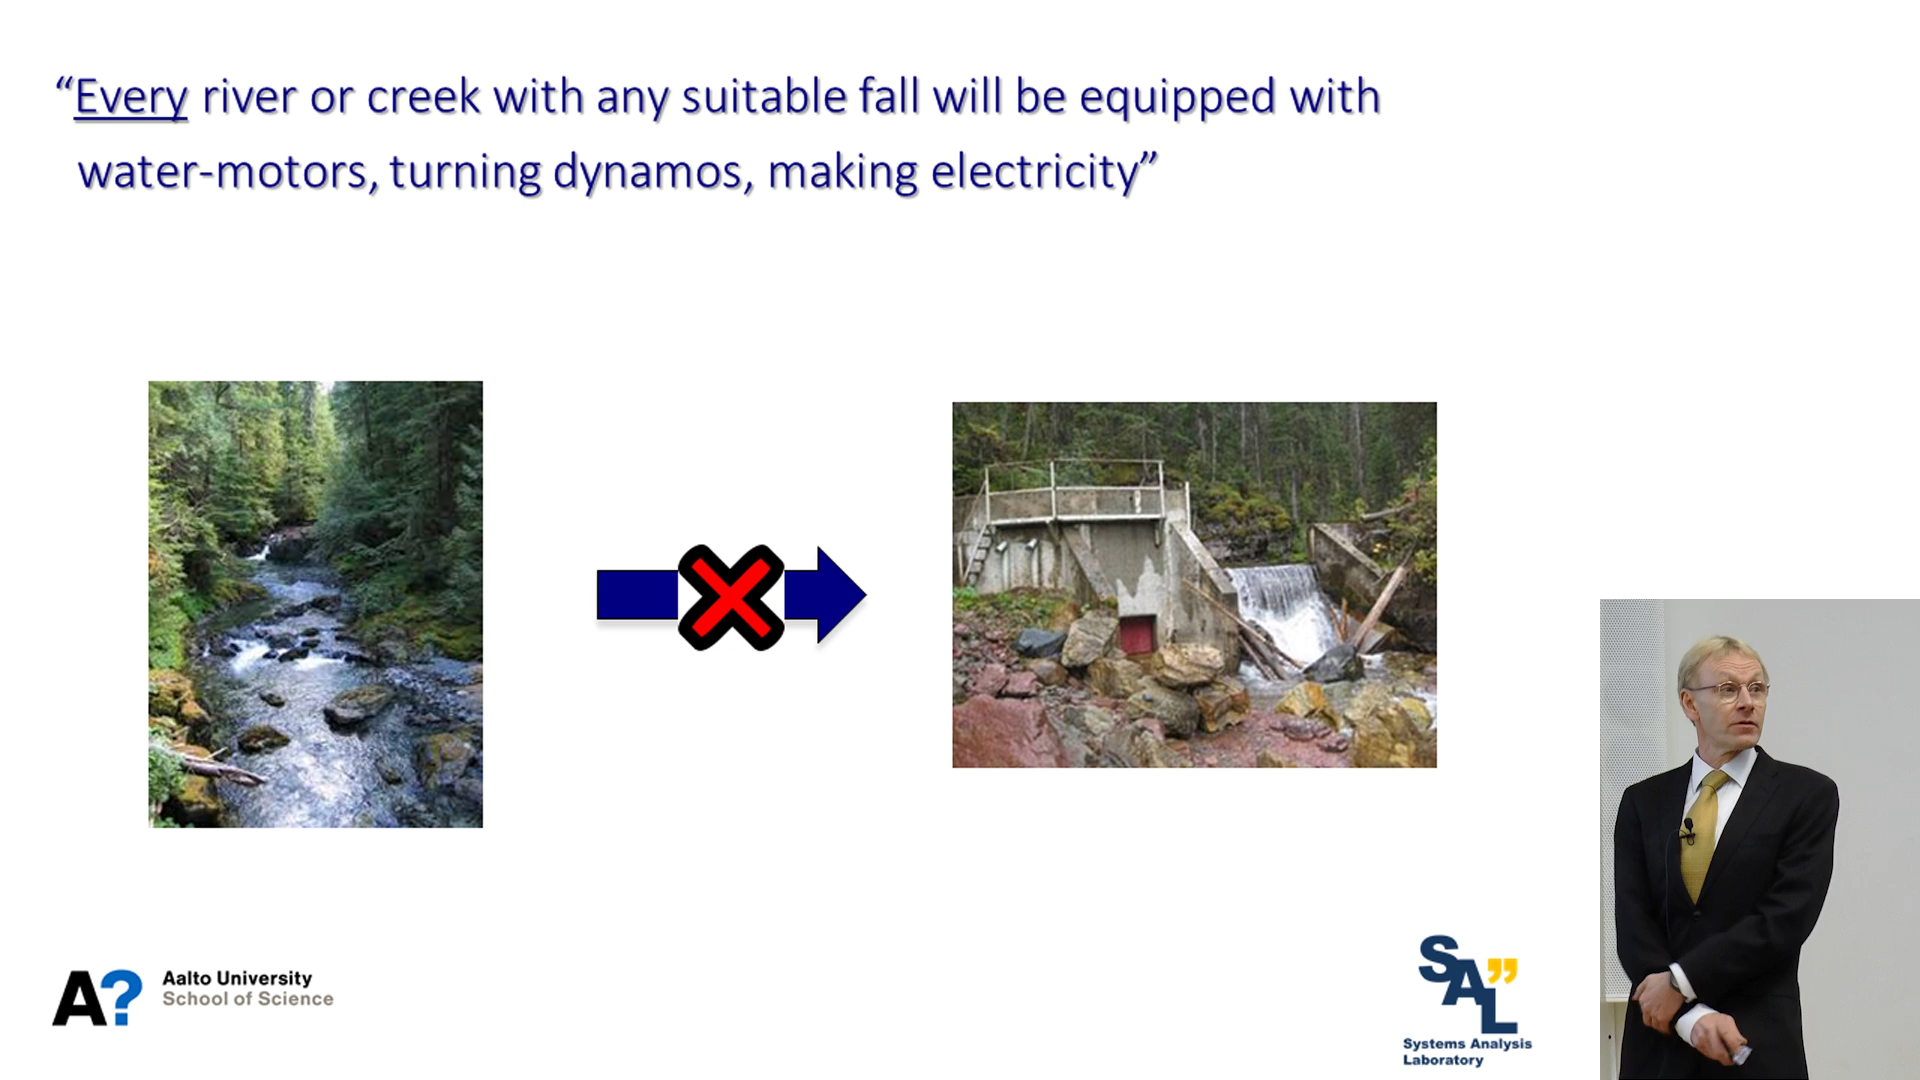 “Every river or creek with any suitable fall will be equipped with
water-motors, turning dynamos, making electricity”
A?
Aalto University
School of Science
SAL”
Systems Analysis
Laboratory